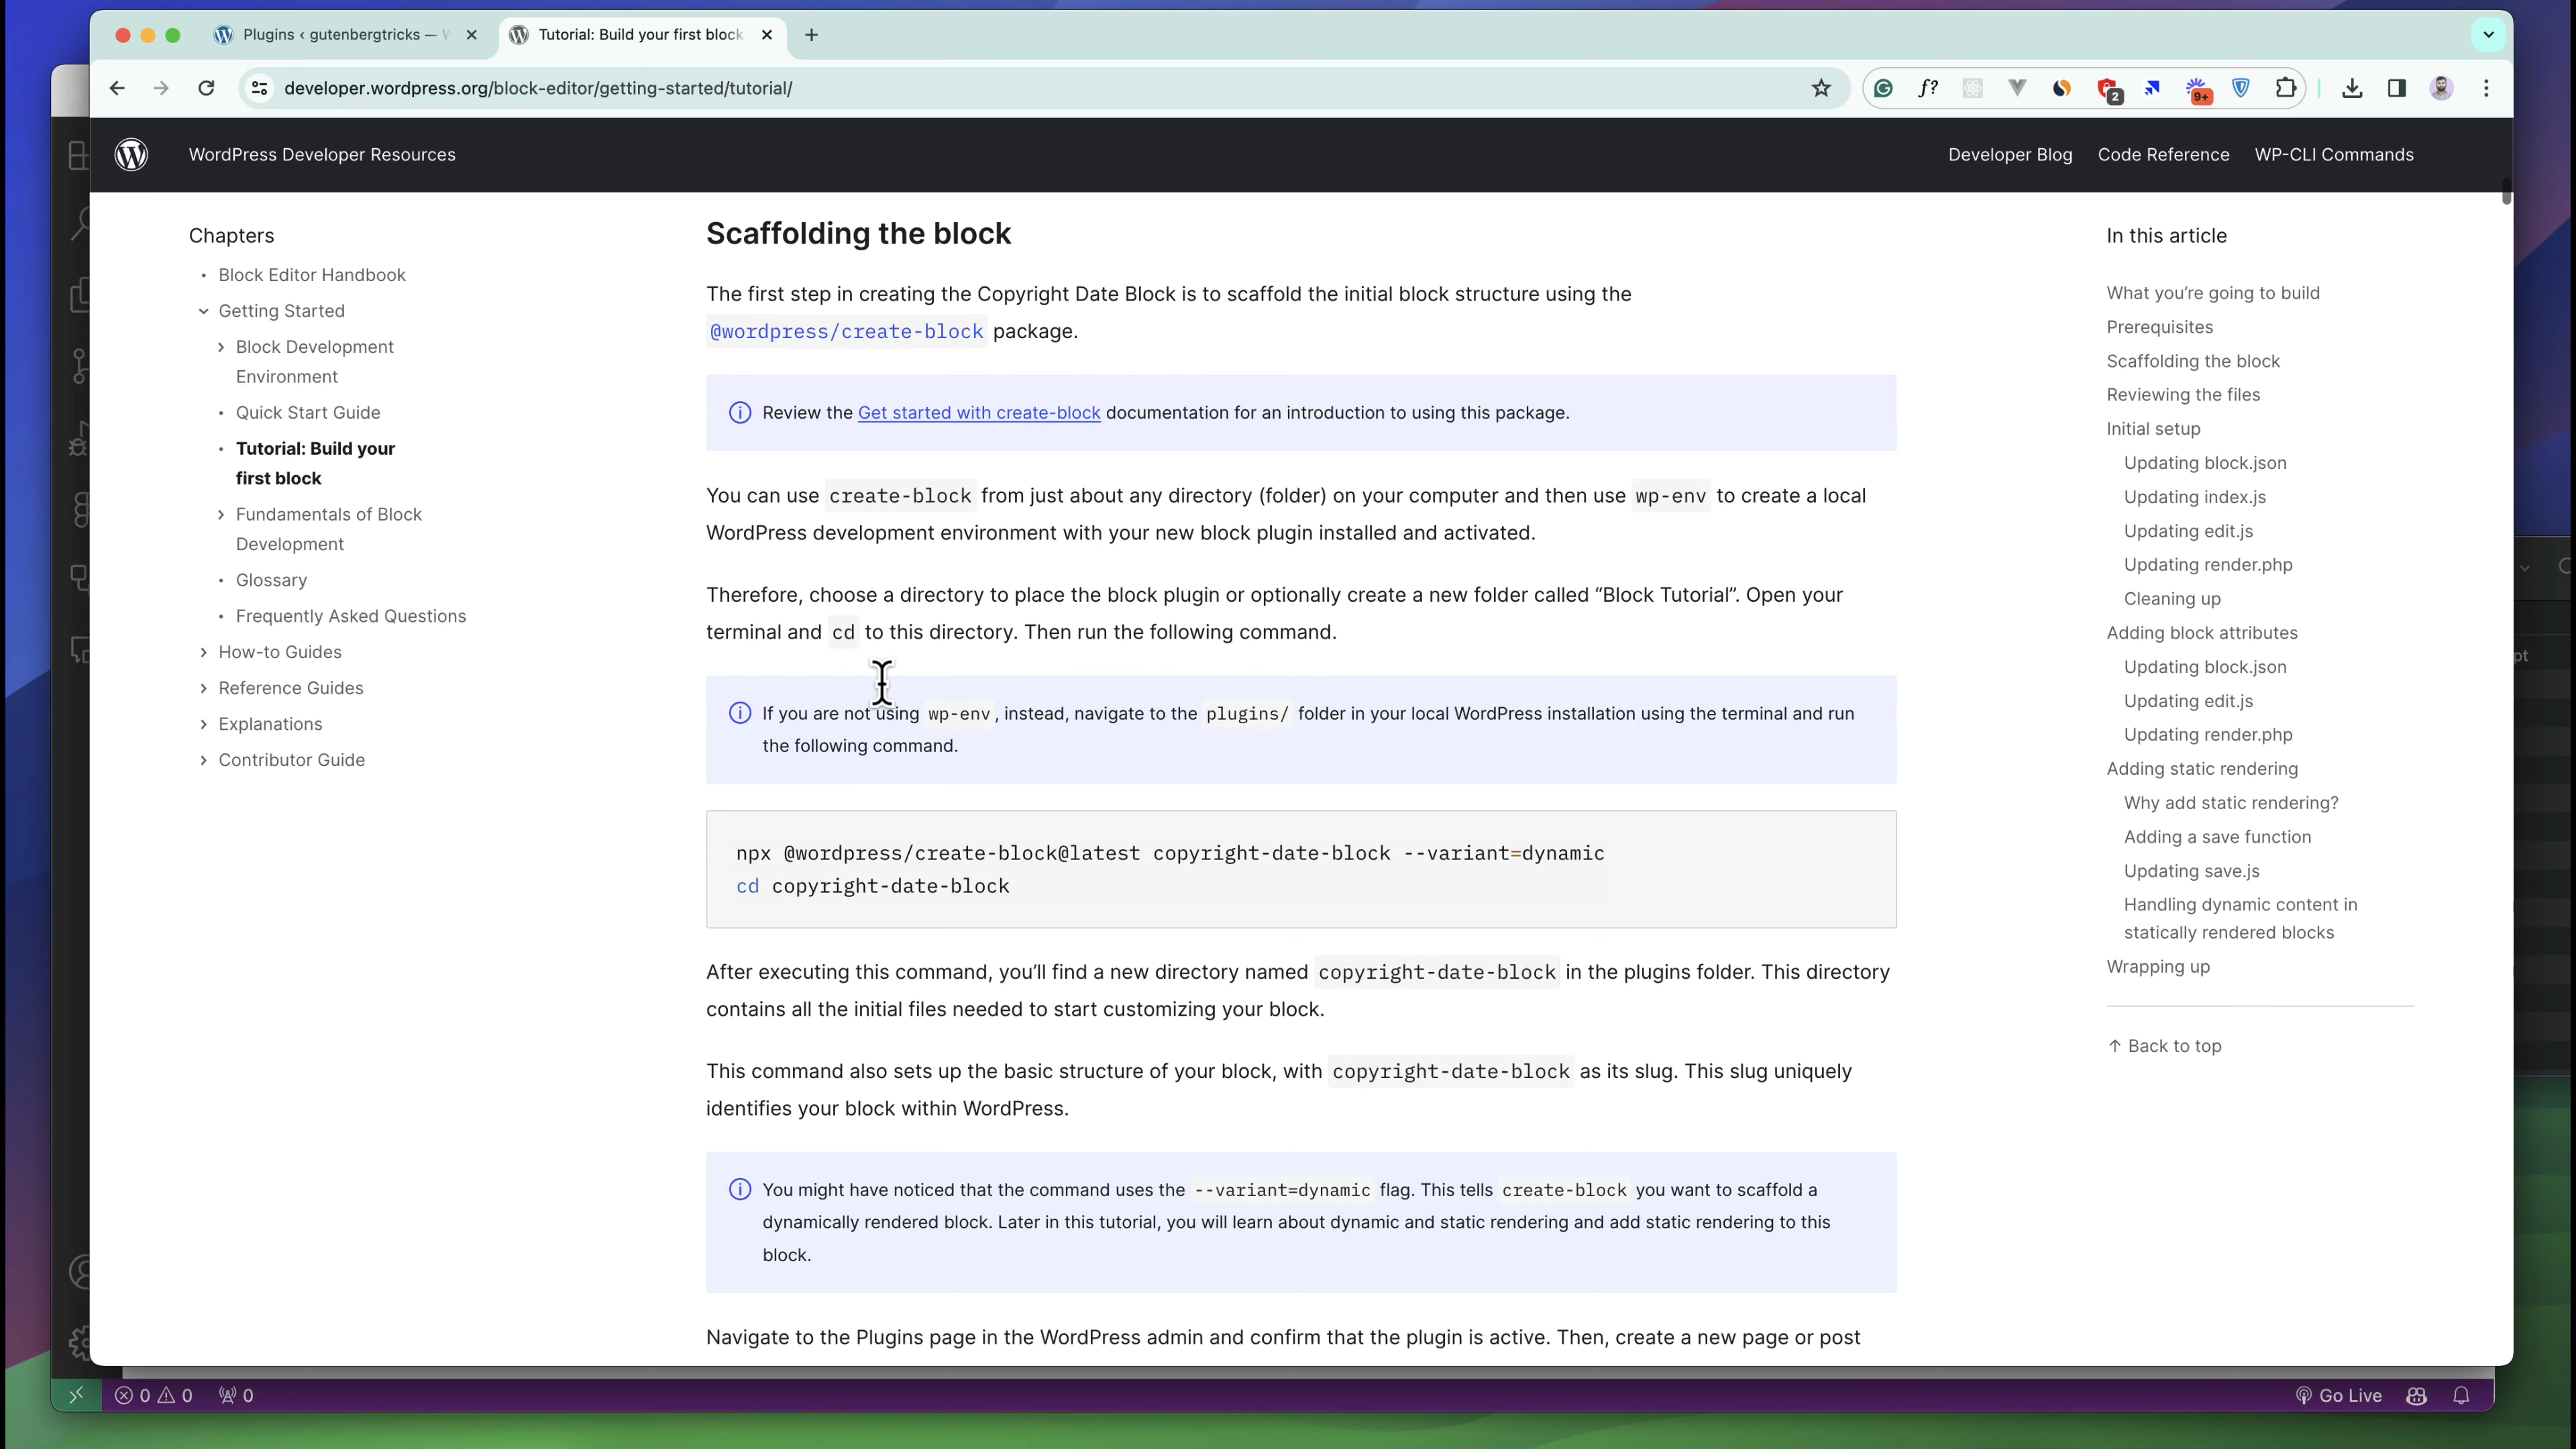 Plugins ‹ gutenbergtricks —
Tutorial: Build your first block
developer.wordpress.org/block-editor/getting-started/tutorial/
f?
2
9+
WordPress Developer Resources
Developer Blog
Code Reference
WP-CLI Commands
Chapters
• Block Editor Handbook
Getting Started
Block Development
Environment
• Quick Start Guide
• Tutorial: Build your
first block
Fundamentals of Block
Development
• Glossary
• Frequently Asked Questions
How-to Guides
Reference Guides
Explanations
Contributor Guide
Scaffolding the block
The first step in creating the Copyright Date Block is to scaffold the initial block structure using the
@wordpress/create-block package.
Review the Get started with create-block documentation for an introduction to using this package.
You can use create-block from just about any directory (folder) on your computer and then use wp-env to create a local
WordPress development environment with your new block plugin installed and activated.
Therefore, choose a directory to place the block plugin or optionally create a new folder called “Block Tutorial”. Open your
terminal and cd to this directory. Then run the following command.
If you are not using wp-env, instead, navigate to the plugins/ folder in your local WordPress installation using the terminal and run
the following command.
npx @wordpress/create-block@latest copyright-date-block --variant=dynamic
cd copyright-date-block
After executing this command, you’ll find a new directory named copyright-date-block in the plugins folder. This directory
contains all the initial files needed to start customizing your block.
This command also sets up the basic structure of your block, with copyright-date-block as its slug. This slug uniquely
identifies your block within WordPress.
You might have noticed that the command uses the --variant=dynamic flag. This tells create-block you want to scaffold a
dynamically rendered block. Later in this tutorial, you will learn about dynamic and static rendering and add static rendering to this
block.
Navigate to the Plugins page in the WordPress admin and confirm that the plugin is active. Then, create a new page or post
In this article
What you’re going to build
Prerequisites
Scaffolding the block
Reviewing the files
Initial setup
Updating block.json
Updating index.js
Updating edit.js
Updating render.php
Cleaning up
Adding block attributes
Updating block.json
Updating edit.js
Updating render.php
Adding static rendering
Why add static rendering?
Adding a save function
Updating save.js
Handling dynamic content in
statically rendered blocks
Wrapping up
↑ Back to top
0 0 0
Go Live